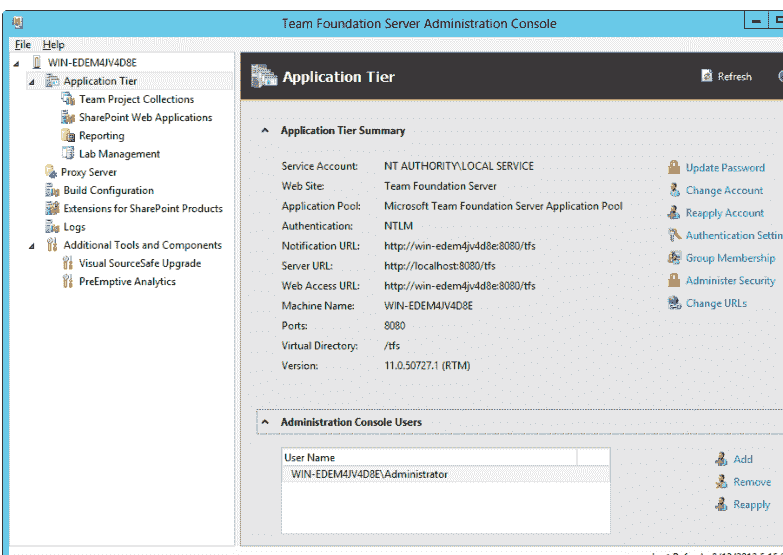 Team Foundation Server Administration Console
File Help
WIN-EDEM4JV4D8E
Application Tier
Team Project Collections
SharePoint Web Applications
Reporting
Lab Management
Proxy Server
Build Configuration
Extensions for SharePoint Products
Logs
Additional Tools and Components
Visual SourceSafe Upgrade
PreEmptive Analytics
Application Tier
Refresh
Application Tier Summary
Service Account: NT AUTHORITY\LOCAL SERVICE
Web Site: Team Foundation Server
Application Pool: Microsoft Team Foundation Server Application Pool
Authentication: NTLM
Notification URL: http://win-edem4jv4d8e:8080/tfs
Server URL: http://localhost:8080/tfs
Web Access URL: http://win-edem4jv4d8e:8080/tfs
Machine Name: WIN-EDEM4JV4D8E
Ports: 8080
Virtual Directory: /tfs
Version: 11.0.50727.1 (RTM)
Update Password
Change Account
Reapply Account
Authentication Settin
Group Membership
Administer Security
Change URLs
Administration Console Users
User Name
WIN-EDEM4JV4D8E\Administrator
Add
Remove
Reapply